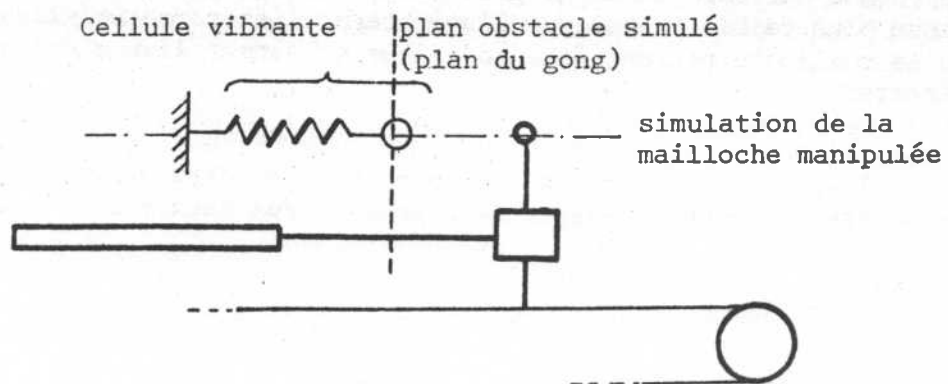 Cellule vibrante
plan obstacle simulé
(plan du gong)
simulation de la
mailloche manipulée